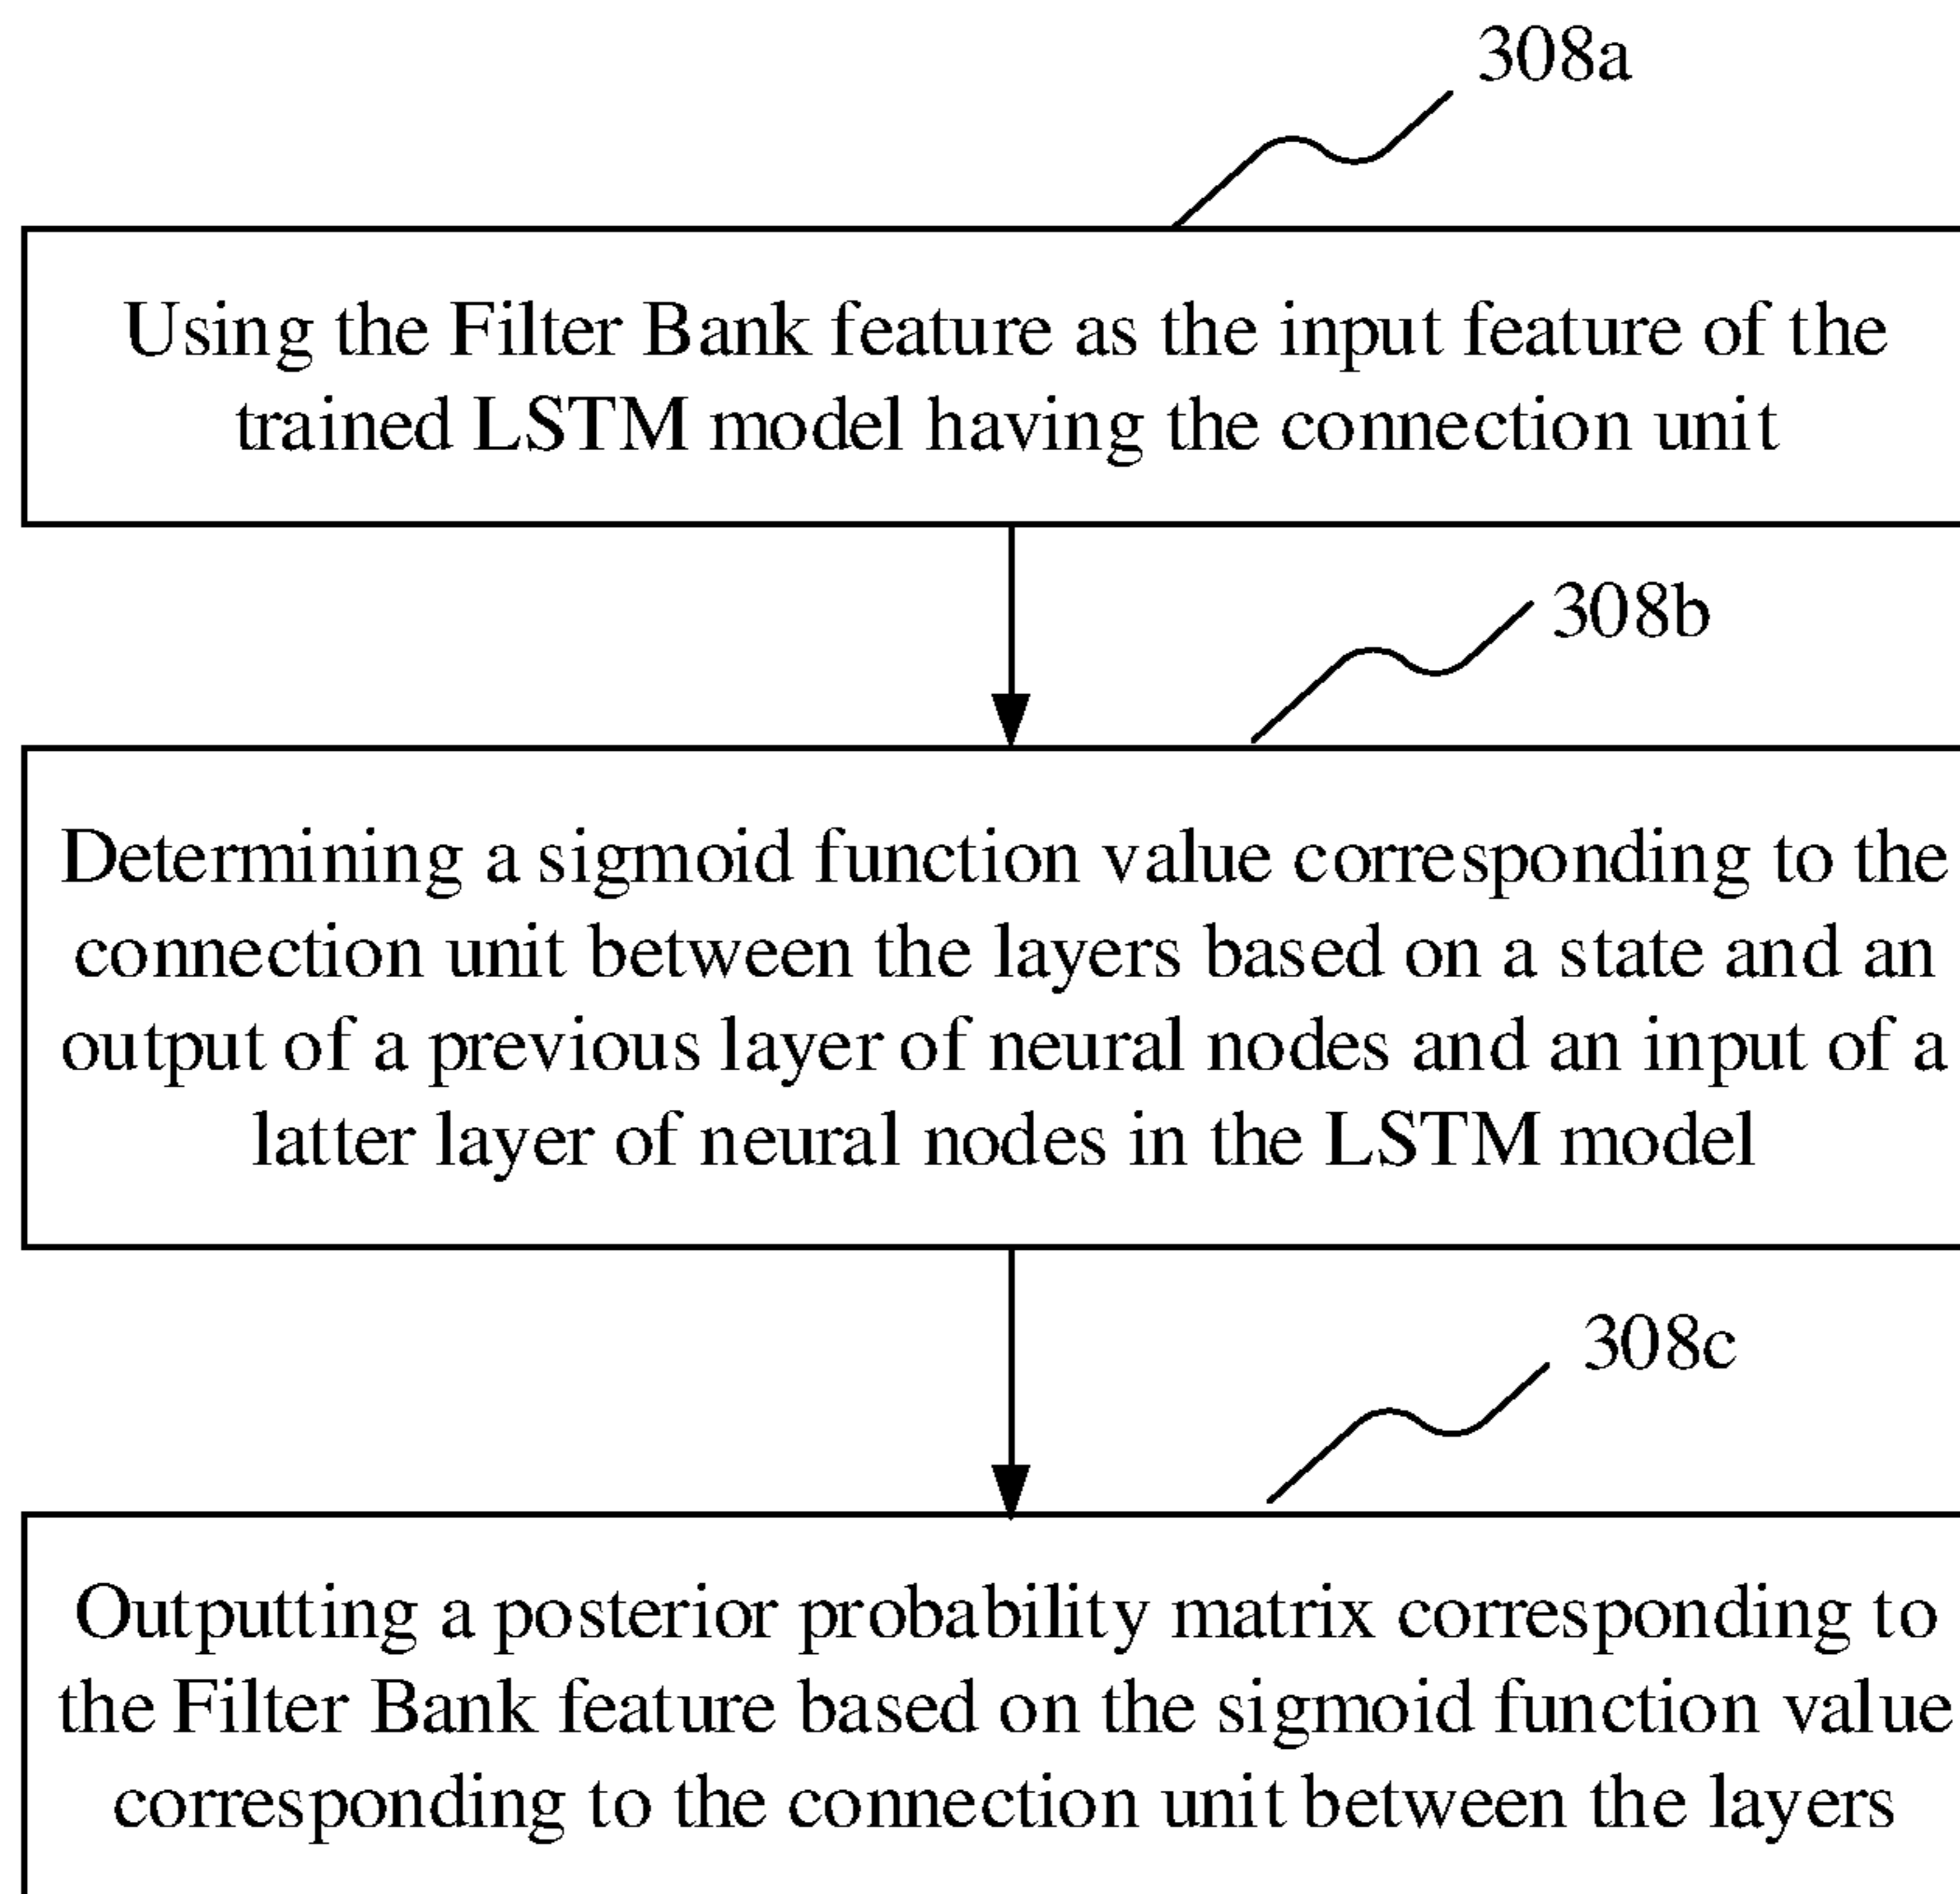 308a
Using the Filter Bank feature as the input feature of the
trained LSTM model having the connection unit
308b
Determining a sigmoid function value corresponding to the
connection unit between the layers based on a state and an
output of a previous layer of neural nodes and an input of a
latter layer of neural nodes in the LSTM model
308c
Outputting a posterior probability matrix corresponding to
the Filter Bank feature based on the sigmoid function value
corresponding to the connection unit between the layers